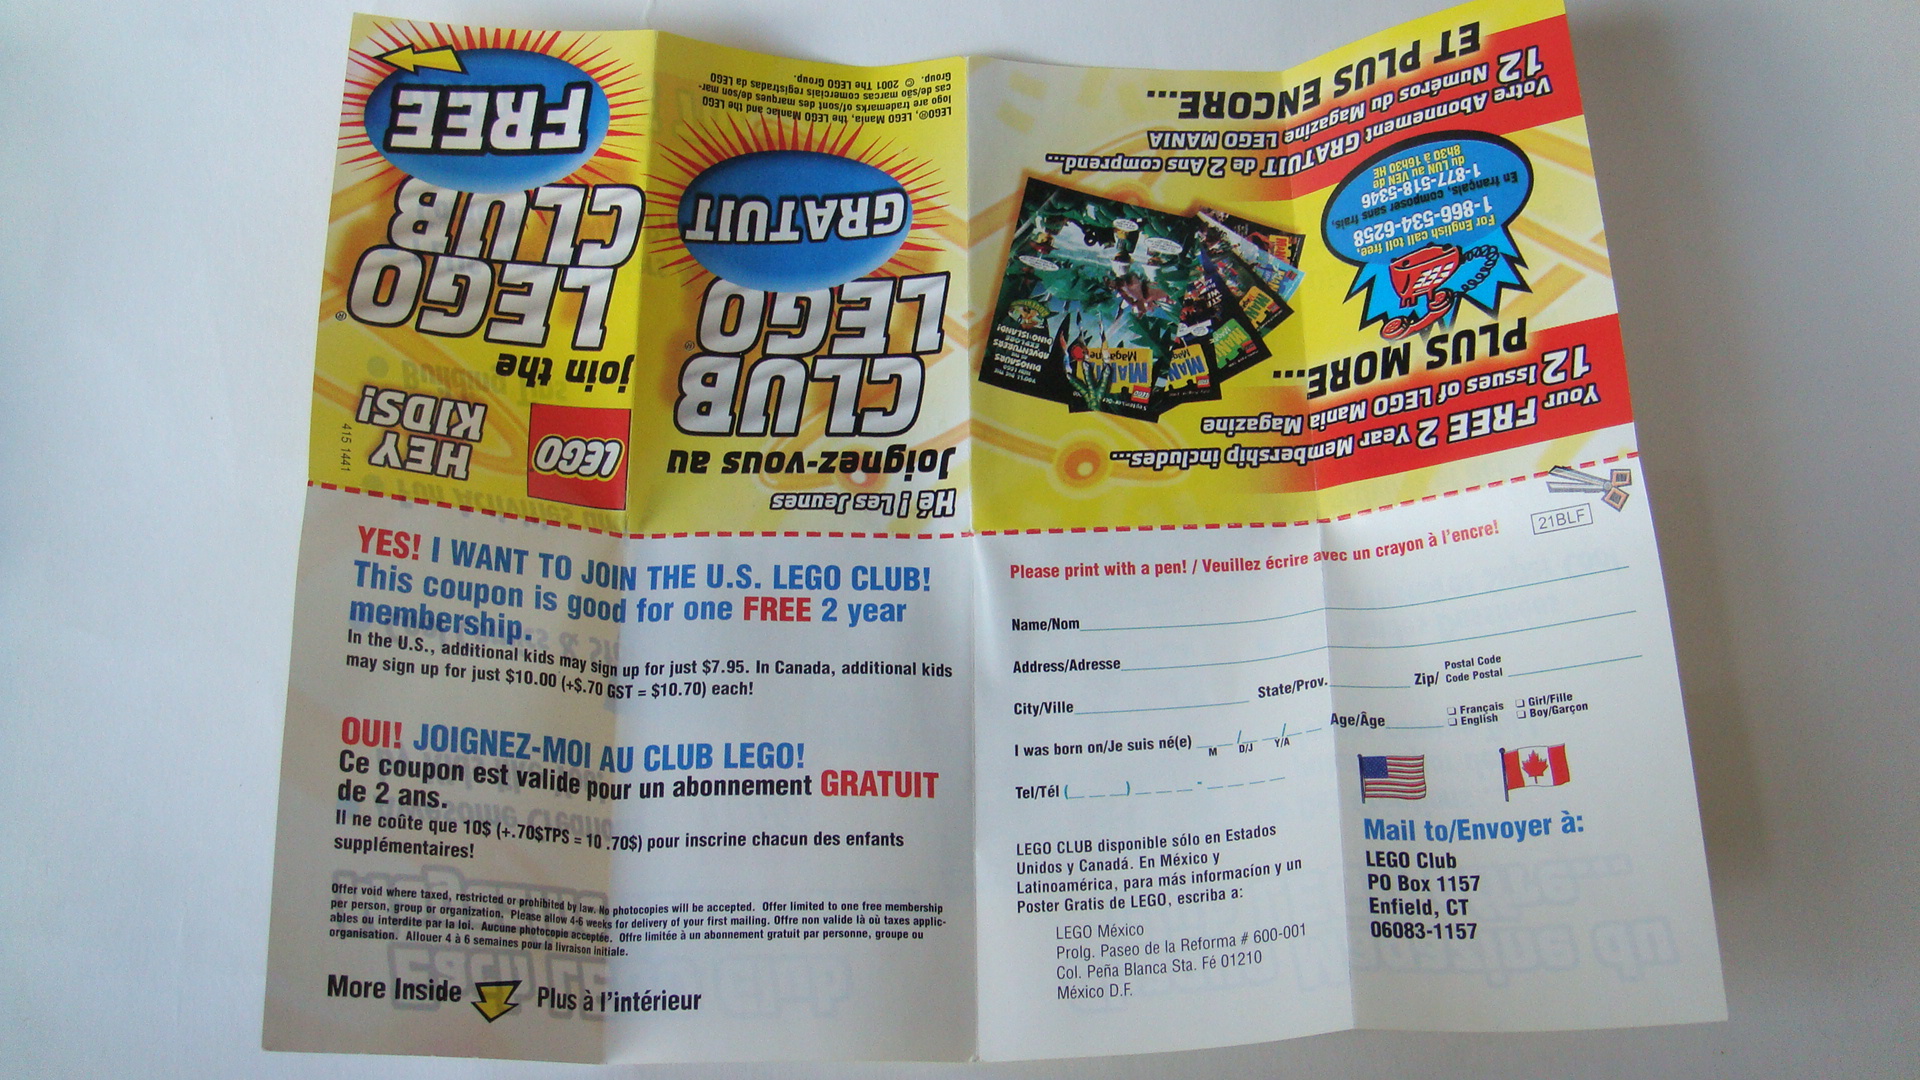 HEY
KIDS!
LEGO
join the
LEGO®
CLUB
FREE
415 1441
Hé ! Les Jeunes
Joignez-vous au
CLUB
LEGO®
GRATUIT
LEGO®, LEGO Mania, the LEGO Maniac and the LEGO
logo are trademarks of/sont des marques de/son mar-
cas de/são marcas comerciais registradas da LEGO
Group. © 2001 The LEGO Group.
Your FREE 2 Year Membership includes...
12 Issues of LEGO Mania Magazine
PLUS MORE...
For English call toll free,
1-866-534-6258
En français, composer sans frais,
1-877-518-5346
du LUN au VEN de
8h30 à 16h30 HE
Votre Abonnement GRATUIT de 2 Ans comprend...
12 Numéros du Magazine LEGO MANIA
ET PLUS ENCORE...
YES! I WANT TO JOIN THE U.S. LEGO CLUB!
This coupon is good for one FREE 2 year
membership.
In the U.S., additional kids may sign up for just $7.95. In Canada, additional kids
may sign up for just $10.00 (+$.70 GST = $10.70) each!
OUI! JOIGNEZ-MOI AU CLUB LEGO!
Ce coupon est valide pour un abonnement GRATUIT
de 2 ans.
Il ne coûte que 10$ (+.70$TPS = 10.70$) pour inscrine chacun des enfants
supplémentaires!
Offer void where taxed, restricted or prohibited by law. No photocopies will be accepted. Offer limited to one free membership
per person, group or organization. Please allow 4-6 weeks for delivery of your first mailing. Offre non valide là où taxes applic-
ables ou interdite par la loi. Aucune photocopie acceptée. Offre limitée à un abonnement gratuit par personne, groupe ou
organisation. Allouer 4 à 6 semaines pour la livraison initiale.
More Inside Plus à l'intérieur
21BLF
Please print with a pen! / Veuillez écrire avec un crayon à l'encre!
Name/Nom
Address/Adresse
City/Ville State/Prov. Zip/ Postal Code
Code Postal
I was born on/Je suis né(e) M D/J Y/A Age/Âge Français English Girl/Fille Boy/Garçon
Tel/Tél ( )   -
LEGO CLUB disponible sólo en Estados
Unidos y Canadá. En México y
Latinoamérica, para más informacíon y un
Poster Gratis de LEGO, escriba a:
LEGO México
Prolg. Paseo de la Reforma # 600-001
Col. Peña Blanca Sta. Fé 01210
México D.F.
Mail to/Envoyer à:
LEGO Club
PO Box 1157
Enfield, CT
06083-1157